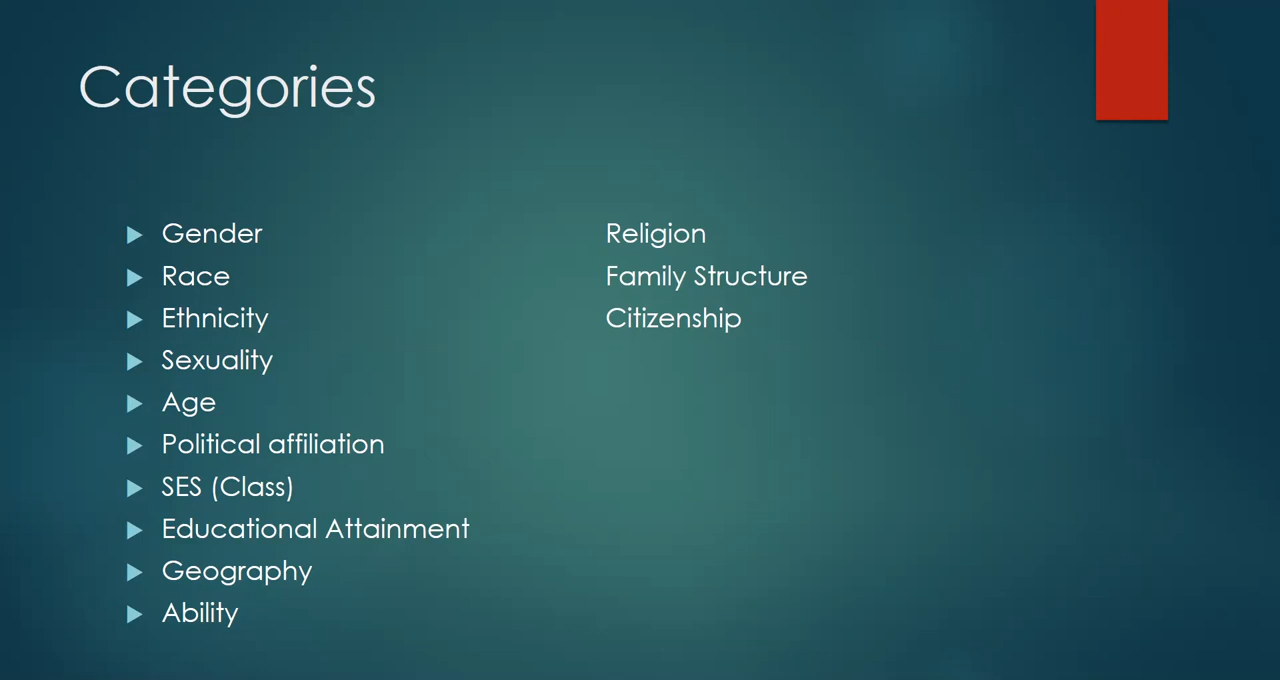 Categories
Gender
Race
Ethnicity
Sexuality
Age
Political affiliation
SES (Class)
Educational Attainment
Geography
Ability
Religion
Family Structure
Citizenship